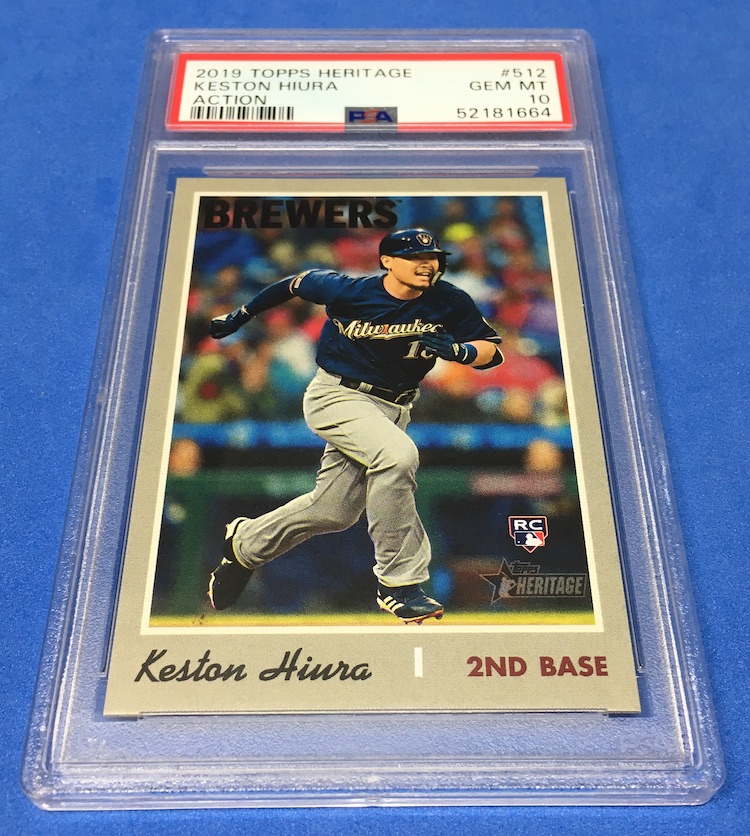 2019 TOPPS HERITAGE #512
KESTON HIURA GEM MT
ACTION 10
PSA 52181664
BREWERS™
Milwaukee
RC
Topps
HERITAGE
Keston Hiura | 2ND BASE